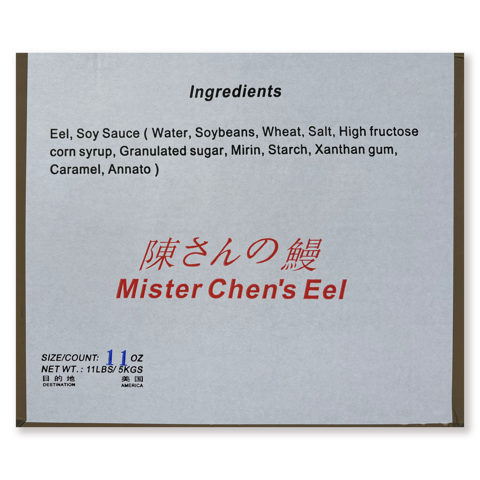 Ingredients
Eel, Soy Sauce ( Water, Soybeans, Wheat, Salt, High fructose
corn syrup, Granulated sugar, Mirin, Starch, Xanthan gum,
Caramel, Annato )
陳さんの鰻
Mister Chen's Eel
SIZE/COUNT: 11 OZ
NET WT.: 11LBS/ 5KGS
目的地 美国
DESTINATION AMERICA